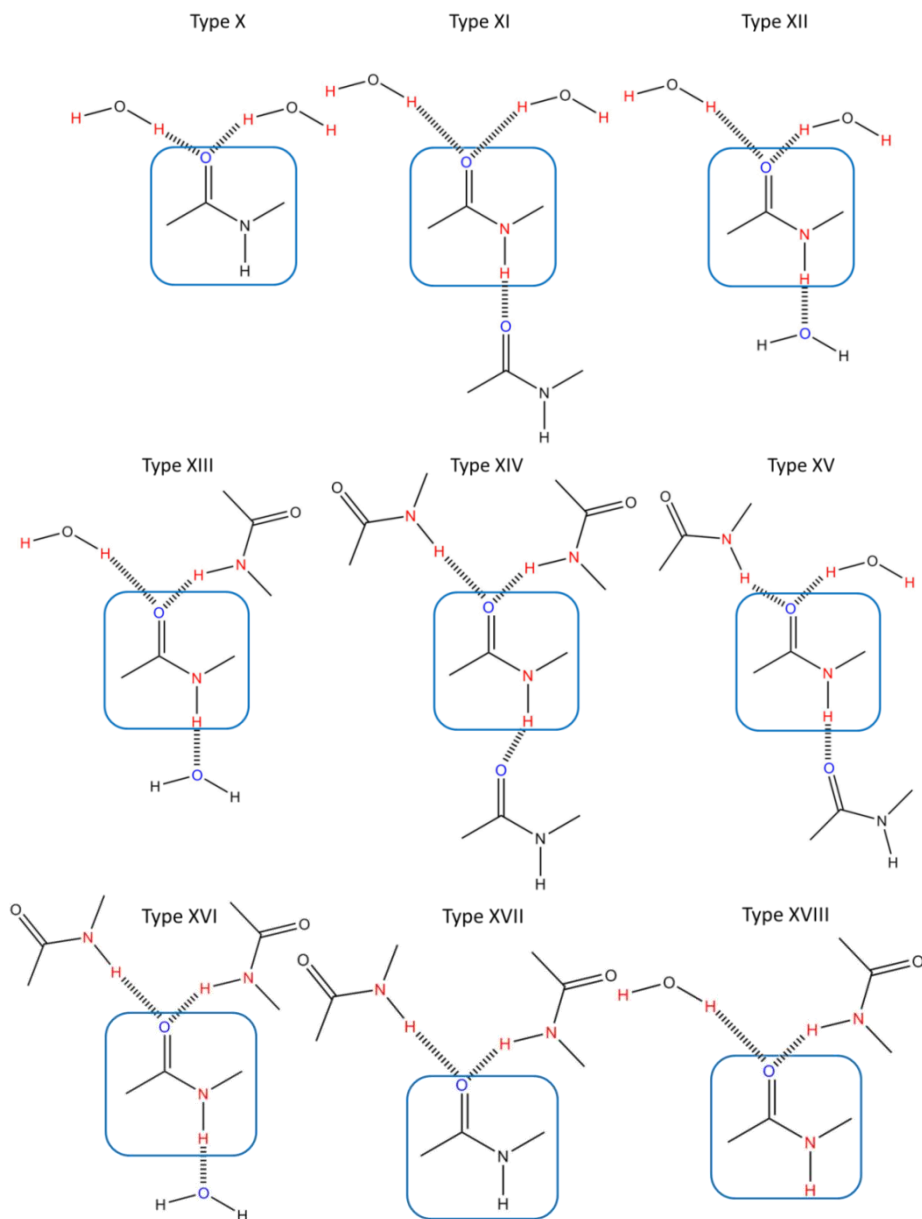 Type X
H O H H O H
O
N
H
Type XI
H O H H O H
O
N
H
O
N
H
Type XII
H O H H O H
O
N
H
H O H
Type XIII
H O H H N O
O
N
H
H O H
Type XIV
O N H H N O
O
N
H
O
N
H
Type XV
O N H H O H
O
N
H
O
N
H
Type XVI
O N H H N O
O
N
H
H O H
Type XVII
O N H H N O
O
N
H
Type XVIII
H O H H N O
O
N
H